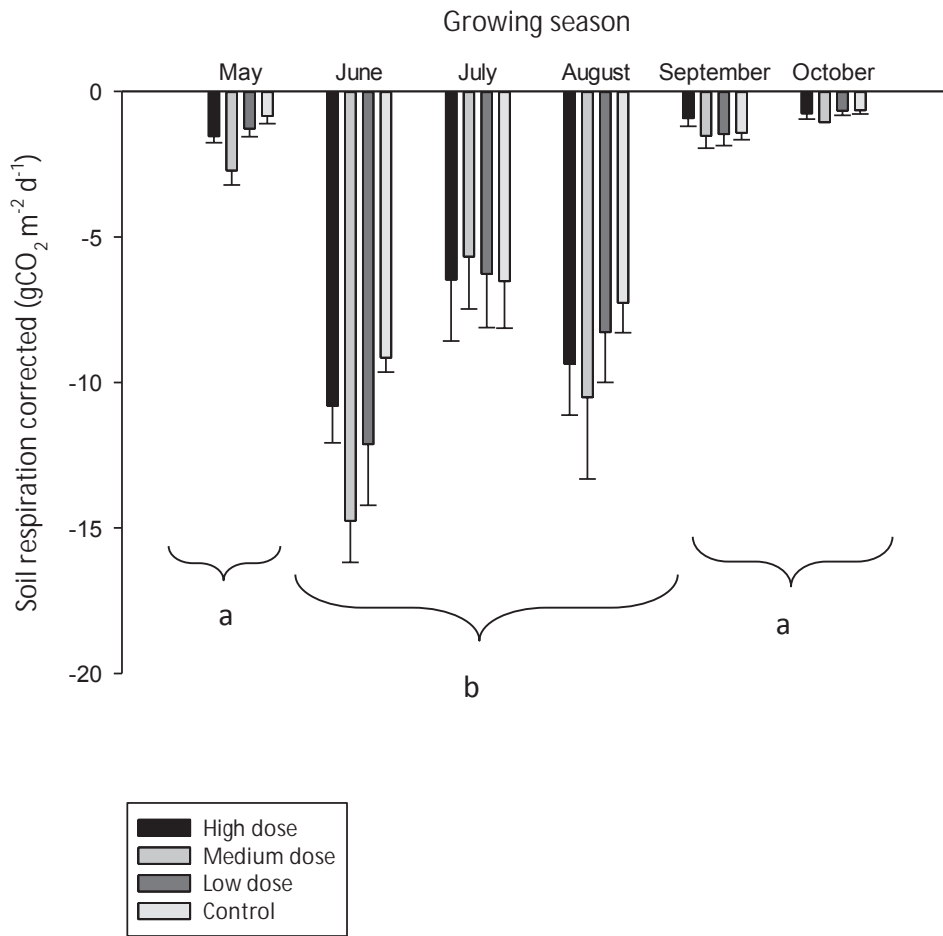 Growing season
May June July August September October
Soil respiration corrected (gCO₂ m⁻² d⁻¹)
0
-5
-10
-15
-20
a
b
a
High dose
Medium dose
Low dose
Control